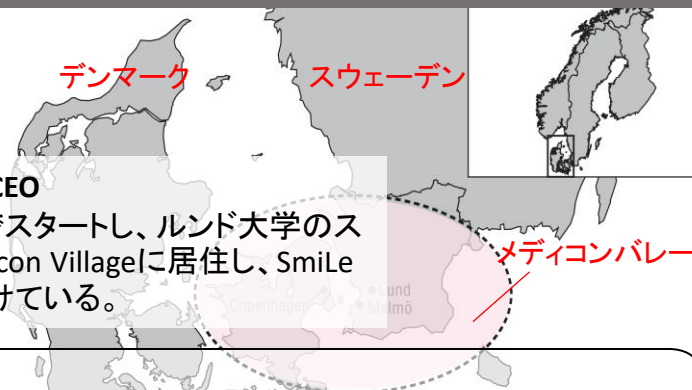 デンマーク
スウェーデン
CEO
スタートし、ルンド大学のス
con Villageに居住し、SmiLe
けている。
メディコンバレー
Copenhagen
Lund
Malmö